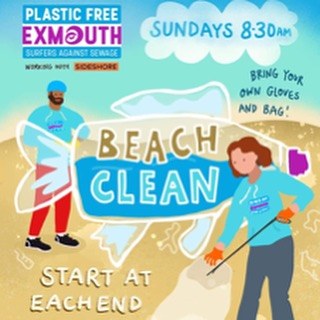 PLASTIC FREE
EXMOUTH
SURFERS AGAINST SEWAGE
WORKING WITH SIDESHORE
SUNDAYS 8·30AM
BRING YOUR
OWN GLOVES
AND BAG!
BEACH
CLEAN
START AT
EACH END